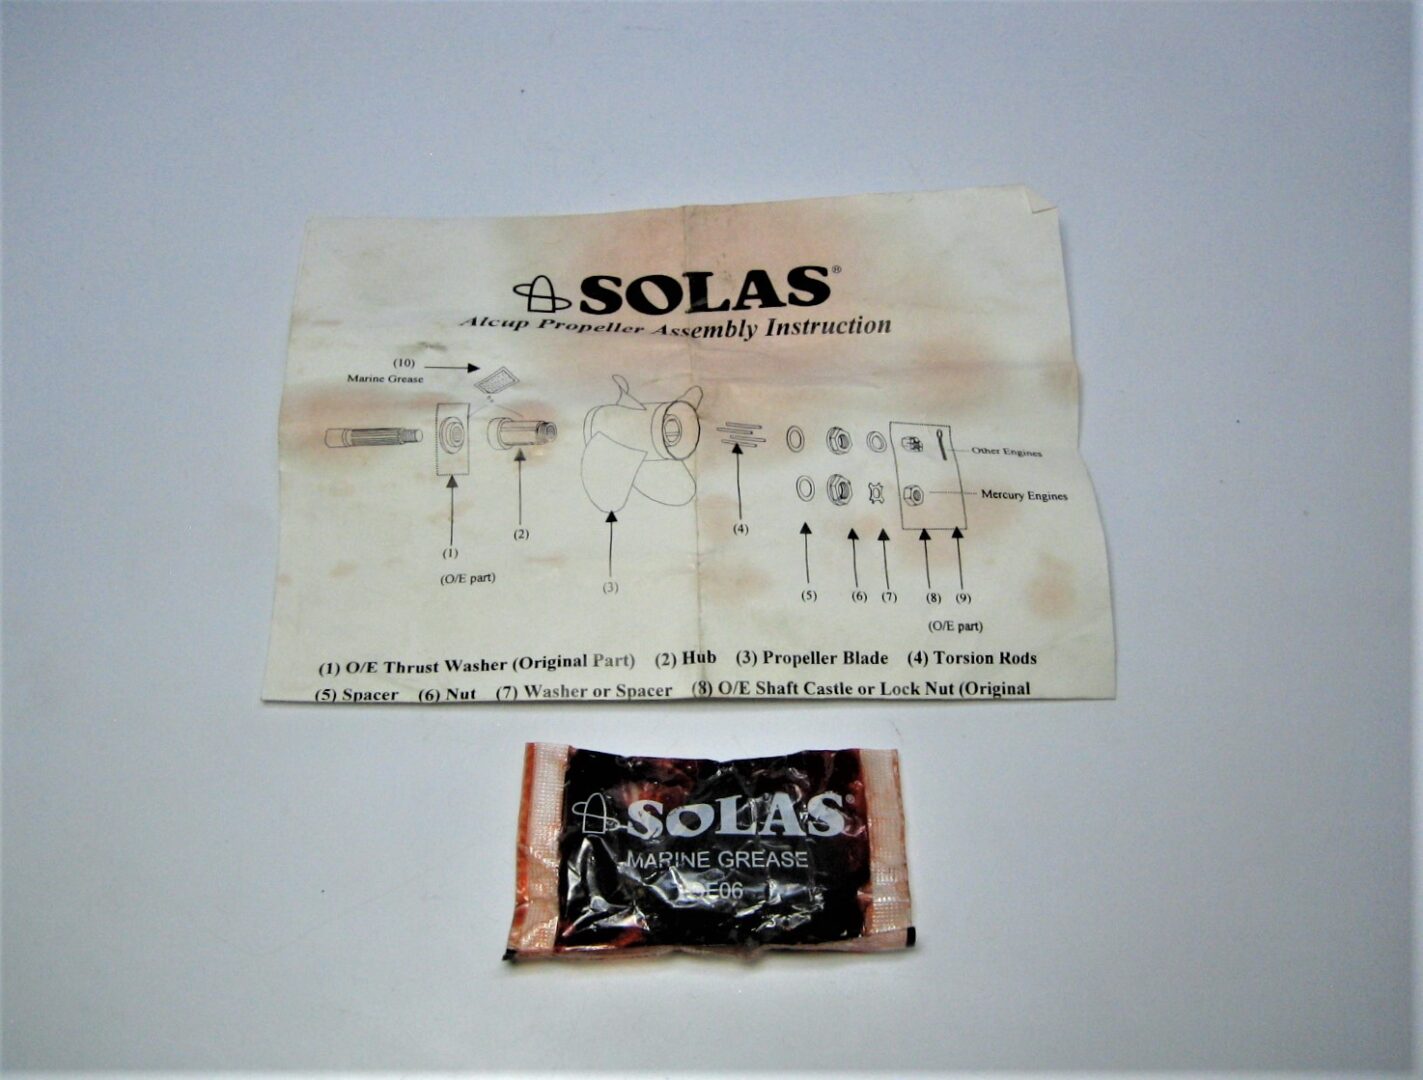 SOLAS®
Alcup Propeller Assembly Instruction
(10)
Marine Grease
Other Engines
Mercury Engines
(1)
(O/E part)
(2)
(3)
(4)
(5)
(6)
(7)
(8)
(9)
(O/E part)
(1) O/E Thrust Washer (Original Part) (2) Hub (3) Propeller Blade (4) Torsion Rods
(5) Spacer (6) Nut (7) Washer or Spacer (8) O/E Shaft Castle or Lock Nut (Original
SOLAS®
MARINE GREASE